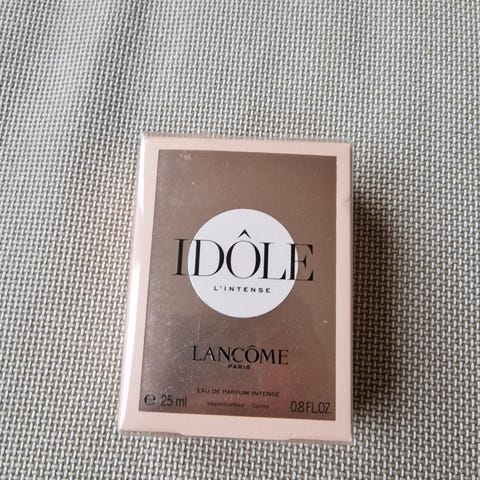 IDÔLE
L'INTENSE
LANCÔME
PARIS
EAU DE PARFUM INTENSE
Vaporisateur - Spray
℮ 25 ml 0.8 FL.OZ